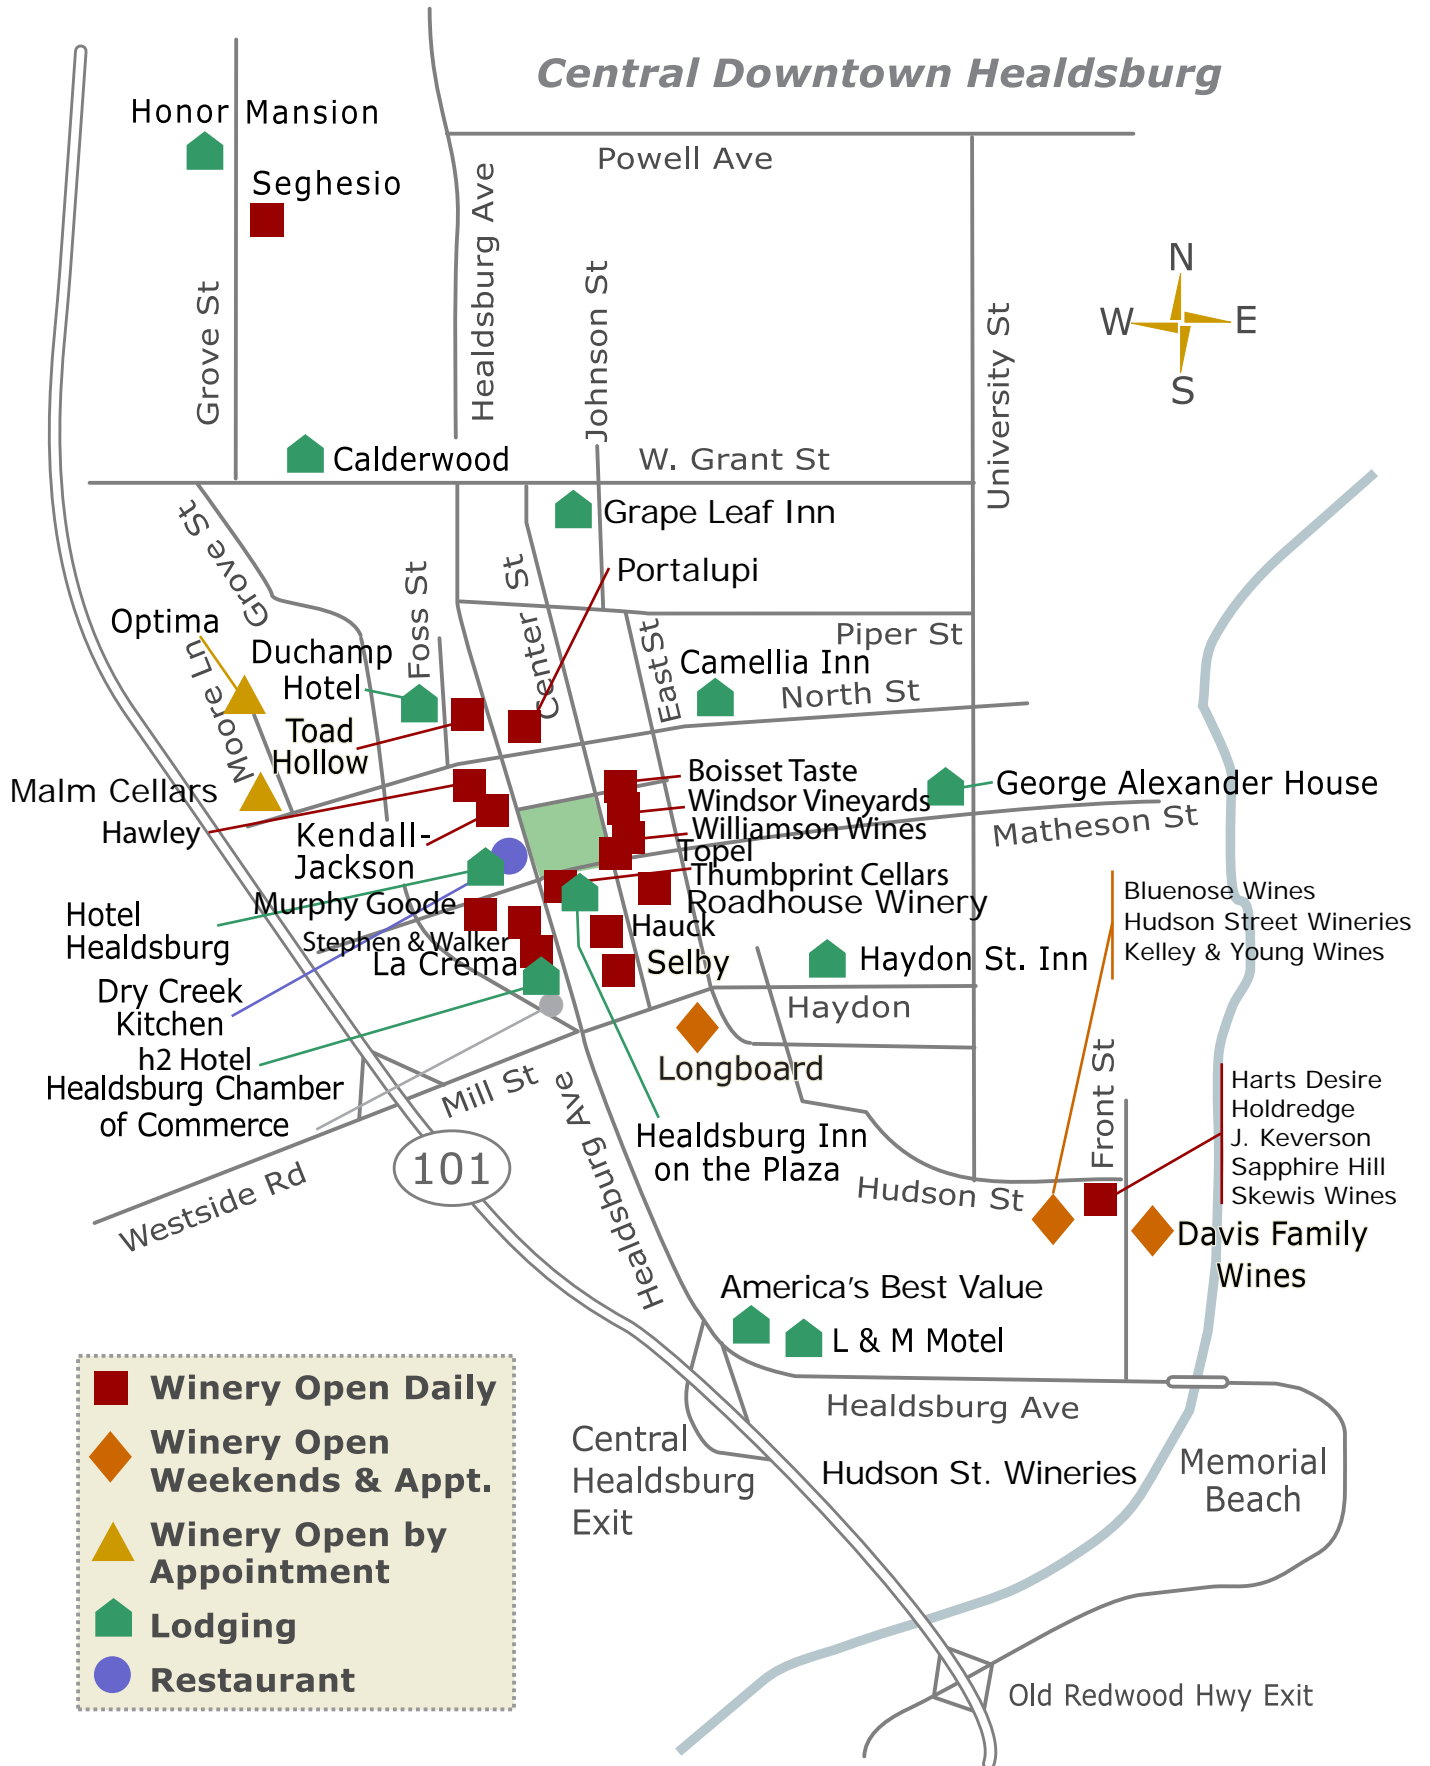 Central Downtown Healdsburg
Honor Mansion
Powell Ave
Seghesio
Healdsburg Ave
N
W
E
S
Johnson St
Grove St
University St
Calderwood
W. Grant St
Grape Leaf Inn
Grove St
Center St
Portalupi
Foss St
Optima
Piper St
East St
Duchamp
Hotel
Camellia Inn
North St
Moore Ln
Toad
Hollow
Boisset Taste
George Alexander House
Malm Cellars
Windsor Vineyards
Hawley
Kendall-
Jackson
Williamson Wines
Matheson St
Topel
Thumbprint Cellars
Bluenose Wines
Hudson Street Wineries
Kelley & Young Wines
Murphy Goode
Roadhouse Winery
Hotel
Healdsburg
Hauck
Stephen & Walker
La Crema
Selby
Haydon St. Inn
Dry Creek
Kitchen
Haydon
h2 Hotel
Longboard
Front St
Healdsburg Chamber
of Commerce
Mill St
Healdsburg Ave
Harts Desire
Holdredge
J. Keverson
Sapphire Hill
Skewis Wines
Healdsburg Inn
on the Plaza
101
Westside Rd
Hudson St
Davis Family
Wines
America's Best Value
L & M Motel
Healdsburg Ave
Central
Healdsburg
Exit
Hudson St. Wineries
Memorial
Beach
Old Redwood Hwy Exit
Winery Open Daily
Winery Open
Weekends & Appt.
Winery Open by
Appointment
Lodging
Restaurant